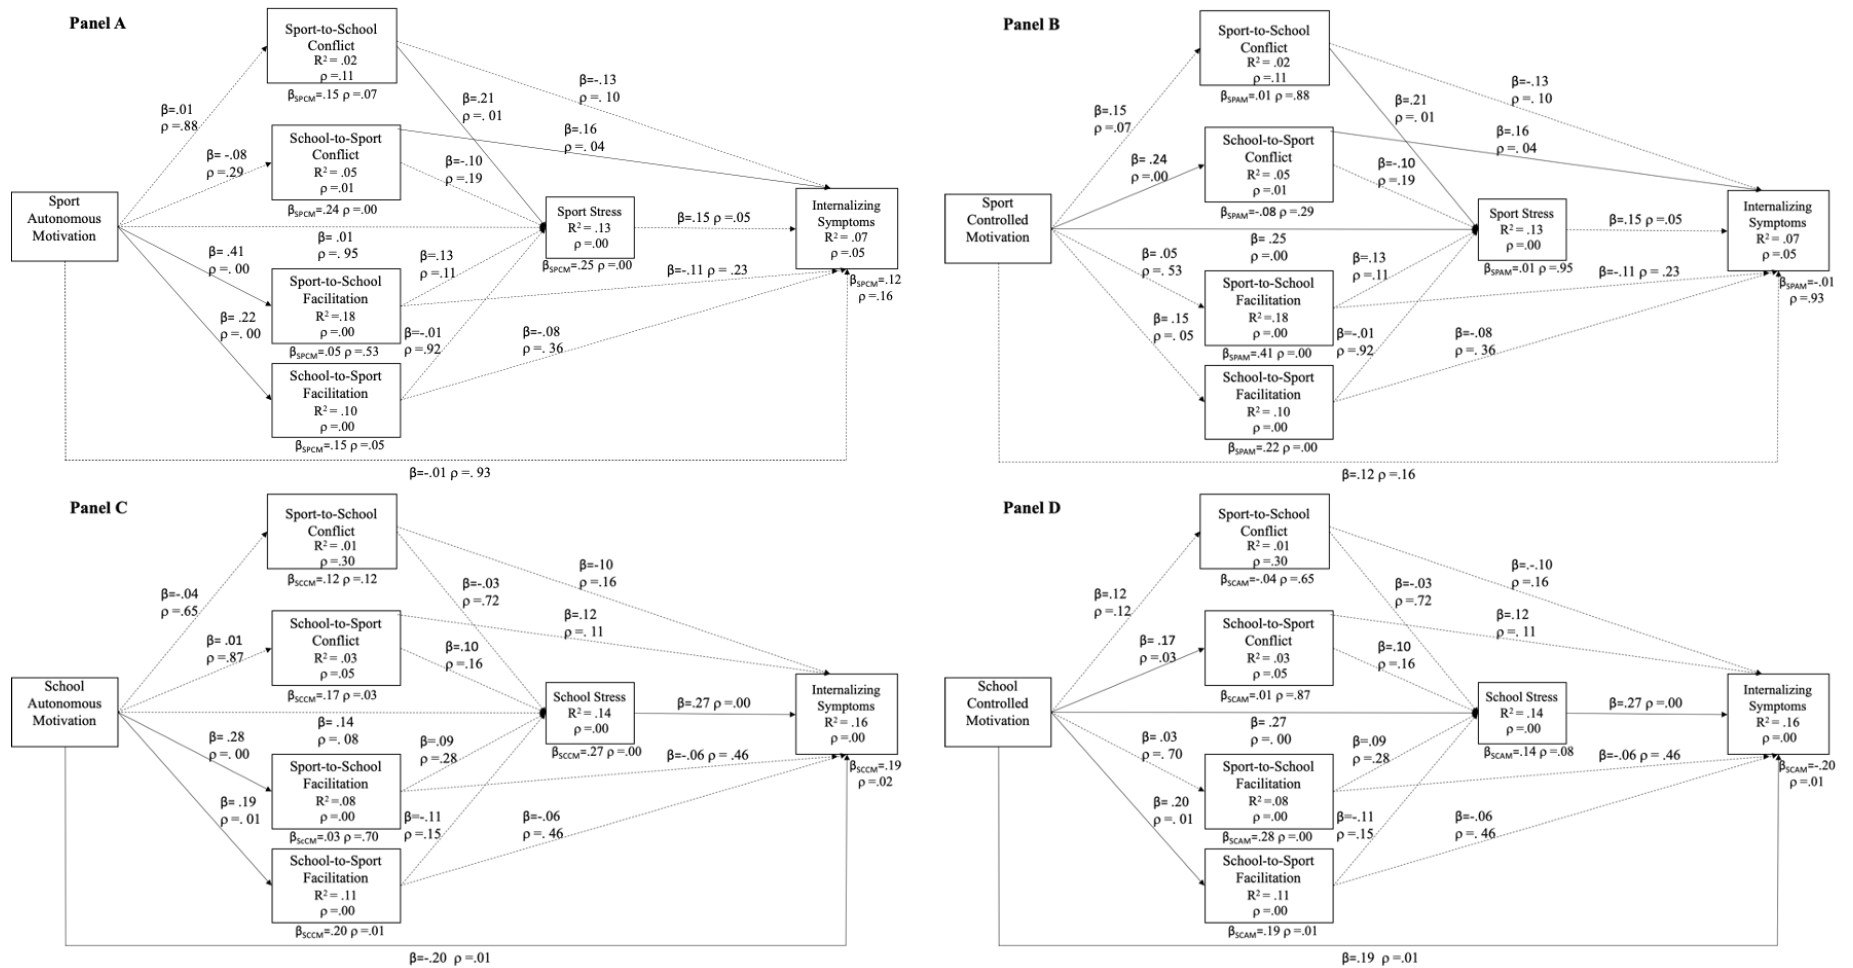 Panel A
Sport-to-School
Conflict
R² = .02
ρ =.11
βSPCM=.15 ρ =.07
β=.01
ρ =.88
β=.21
ρ =. 01
β=-.13
ρ =. 10
School-to-Sport
Conflict
R² = .05
ρ =.01
βSPCM=.24 ρ =.00
β= -.08
ρ =.29
β=-.10
ρ =.19
β=.16
ρ =. 04
Sport
Autonomous
Motivation
β= .01
ρ =. 95
Sport Stress
R² = .13
ρ =.00
βSPCM=.25 ρ =.00
β=.15 ρ =.05
Internalizing
Symptoms
R² = .07
ρ =.05
βSPCM=.12
ρ =.16
β= .41
ρ =. 00
β=.13
ρ =.11
β=-.11 ρ = .23
Sport-to-School
Facilitation
R² =.18
ρ =.00
βSPCM=.05 ρ =.53
β= .22
ρ =. 00
β=-.01
ρ =.92
β=-.08
ρ =. 36
School-to-Sport
Facilitation
R² = .10
ρ =.00
βSPCM=.15 ρ =.05
β=-.01 ρ =. 93
Panel B
Sport-to-School
Conflict
R² = .02
ρ =.11
βSPAM=.01 ρ =.88
β=.15
ρ =.07
β=.21
ρ =. 01
β=-.13
ρ =. 10
School-to-Sport
Conflict
R² = .05
ρ =.01
βSPAM=-.08 ρ =.29
β= .24
ρ =.00
β=-.10
ρ =.19
β=.16
ρ =. 04
Sport
Controlled
Motivation
β= .25
ρ =.00
Sport Stress
R² = .13
ρ =.00
βSPAM=.01 ρ =.95
β=.15 ρ =.05
Internalizing
Symptoms
R² = .07
ρ =.05
βSPAM=-.01
ρ =.93
β= .05
ρ =. 53
β=.13
ρ =.11
β=-.11 ρ = .23
Sport-to-School
Facilitation
R² =.18
ρ =.00
βSPAM=.41 ρ =.00
β= .15
ρ =. 05
β=-.01
ρ =.92
β=-.08
ρ =. 36
School-to-Sport
Facilitation
R² = .10
ρ =.00
βSPAM=.22 ρ =.00
β=.12 ρ =.16
Panel C
Sport-to-School
Conflict
R² = .01
ρ =.30
βSCCM=.12 ρ =.12
β=-.04
ρ =.65
β=-.03
ρ =.72
β=-10
ρ =.16
School-to-Sport
Conflict
R² = .03
ρ =.05
βSCCM=.17 ρ =.03
β= .01
ρ =.87
β=.10
ρ =.16
β=.12
ρ =. 11
School
Autonomous
Motivation
β= .14
ρ =. 08
School Stress
R² = .14
ρ =.00
βSCCM=.27 ρ =.00
β=.27 ρ =.00
Internalizing
Symptoms
R² = .16
ρ =.00
βSCCM=.19
ρ =.02
β= .28
ρ =. 00
β=.09
ρ =.28
β=-.06 ρ = .46
Sport-to-School
Facilitation
R² =.08
ρ =.00
βScCM=.03 ρ =.70
β= .19
ρ =. 01
β=-.11
ρ =.15
β=-.06
ρ =. 46
School-to-Sport
Facilitation
R² = .11
ρ =.00
βSCCM=.20 ρ =.01
β=-.20 ρ =.01
Panel D
Sport-to-School
Conflict
R² = .01
ρ =.30
βSCAM=-.04 ρ =.65
β=.12
ρ =.12
β=-.03
ρ =.72
β=.-.10
ρ =.16
School-to-Sport
Conflict
R² = .03
ρ =.05
βSCAM=.01 ρ =.87
β= .17
ρ =.03
β=.10
ρ =.16
β=.12
ρ =. 11
School
Controlled
Motivation
β= .27
ρ =. 00
School Stress
R² = .14
ρ =.00
βSCAM=.14 ρ =.08
β=.27 ρ =.00
Internalizing
Symptoms
R² = .16
ρ =.00
βSCAM=-.20
ρ =.01
β= .03
ρ =. 70
β=.09
ρ =.28
β=-.06 ρ = .46
Sport-to-School
Facilitation
R² =.08
ρ =.00
βSCAM=.28 ρ =.00
β= .20
ρ =. 01
β=-.11
ρ =.15
β=-.06
ρ =. 46
School-to-Sport
Facilitation
R² = .11
ρ =.00
βSCAM=.19 ρ =.01
β=.19 ρ =.01